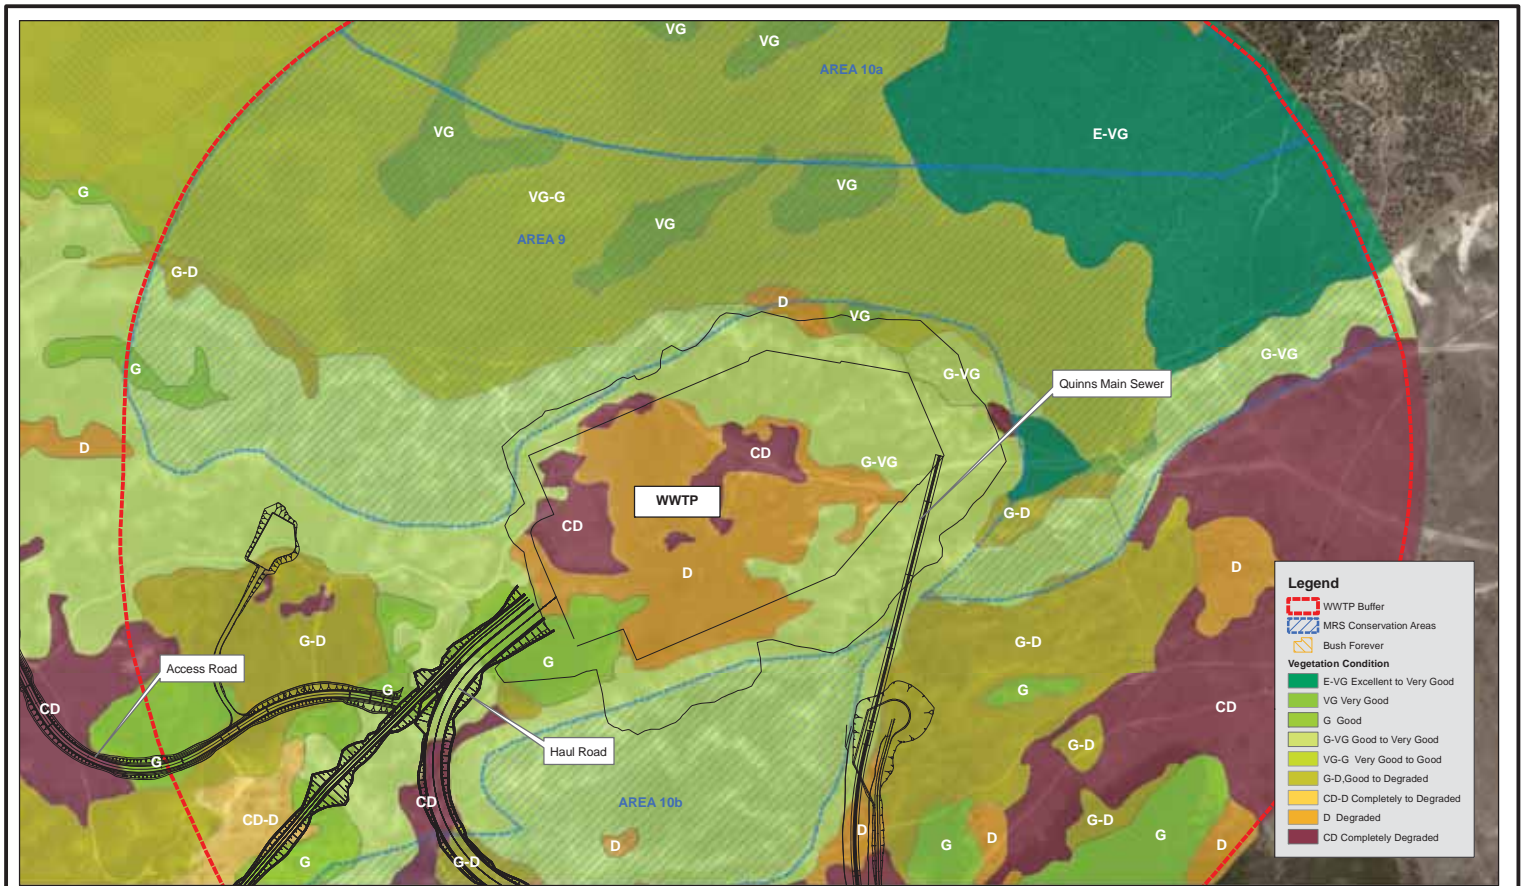 VG
VG
AREA 10a
VG
E-VG
VG
G
VG-G
VG
AREA 9
G-D
D
VG
G-VG
G
G-VG
Quinns Main Sewer
D
CD
G-VG
WWTP
CD
G-D
D
D
G-D
G-D
G
Access Road
G
G
CD
CD
G-D
Haul Road
G
CD
AREA 10b
CD-D
D
G-D
G
D
D
G
D
G
G-D
Legend
WWTP Buffer
MRS Conservation Areas
Bush Forever
Vegetation Condition
E-VG Excellent to Very Good
VG Very Good
G Good
G-VG Good to Very Good
VG-G Very Good to Good
G-D,Good to Degraded
CD-D Completely to Degraded
D Degraded
CD Completely Degraded